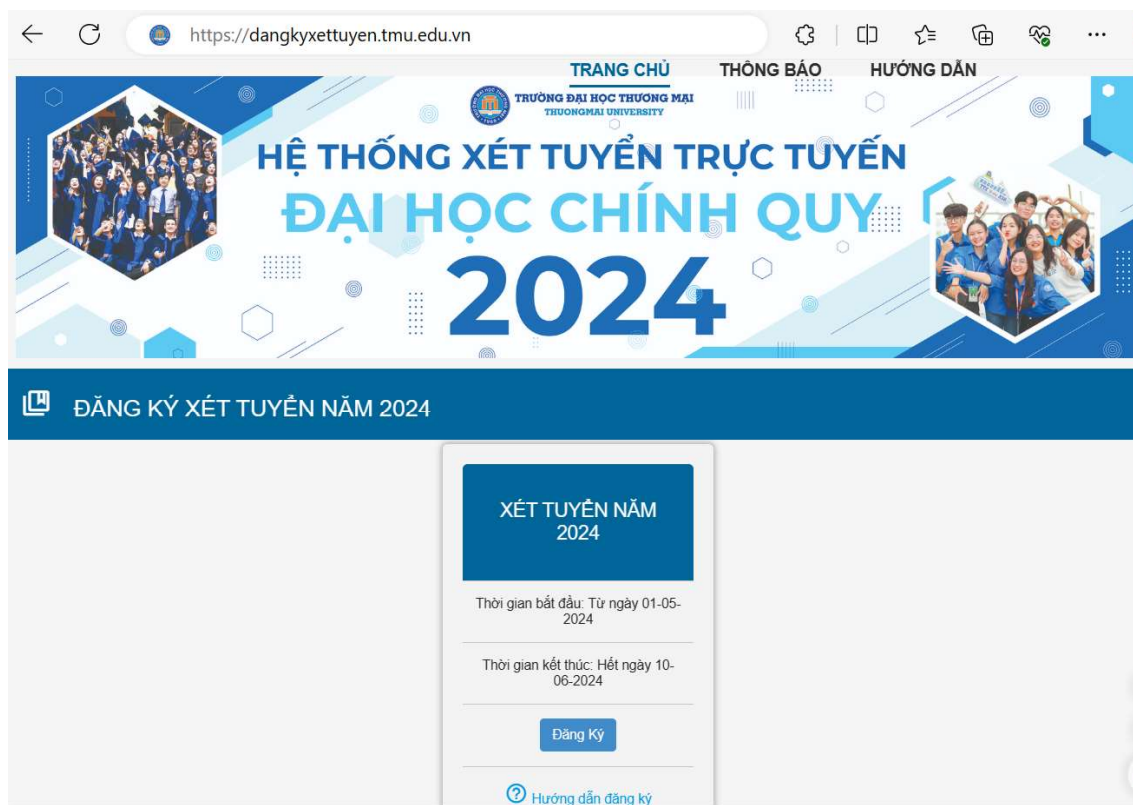 https://dangkyxettuyen.tmu.edu.vn
TRANG CHỦ THÔNG BÁO HƯỚNG DẪN
TRƯỜNG ĐẠI HỌC THƯƠNG MẠI
THUONGMAI UNIVERSITY
HỆ THỐNG XÉT TUYỂN TRỰC TUYẾN
ĐẠI HỌC CHÍNH QUY
2024
ĐĂNG KÝ XÉT TUYỂN NĂM 2024
XÉT TUYỂN NĂM
2024
Thời gian bắt đầu: Từ ngày 01-05-
2024
Thời gian kết thúc: Hết ngày 10-
06-2024
Đăng Ký
Hướng dẫn đăng ký